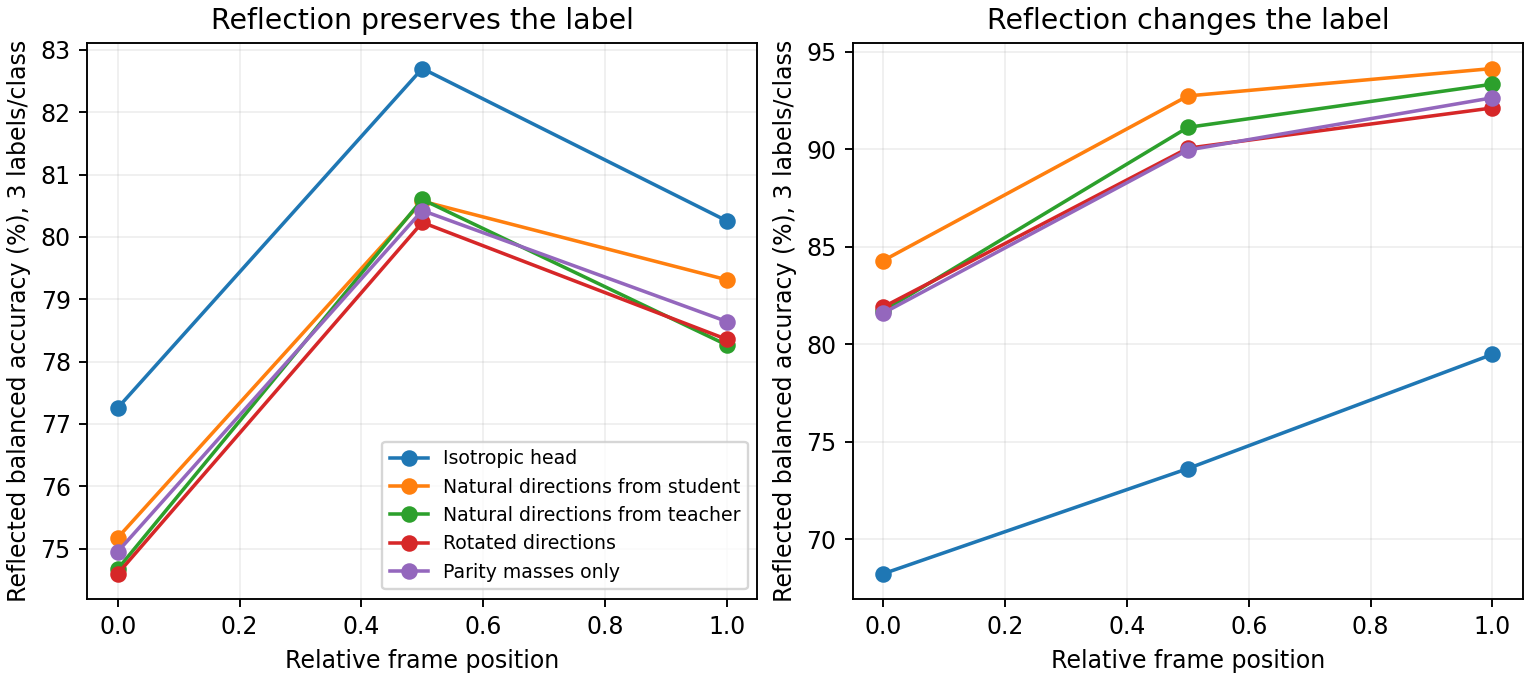 Reflection preserves the label
Reflected balanced accuracy (%), 3 labels/class
83
82
81
80
79
78
77
76
75
Isotropic head
Natural directions from student
Natural directions from teacher
Rotated directions
Parity masses only
0.0 0.2 0.4 0.6 0.8 1.0
Relative frame position
Reflection changes the label
Reflected balanced accuracy (%), 3 labels/class
95
90
85
80
75
70
0.0 0.2 0.4 0.6 0.8 1.0
Relative frame position